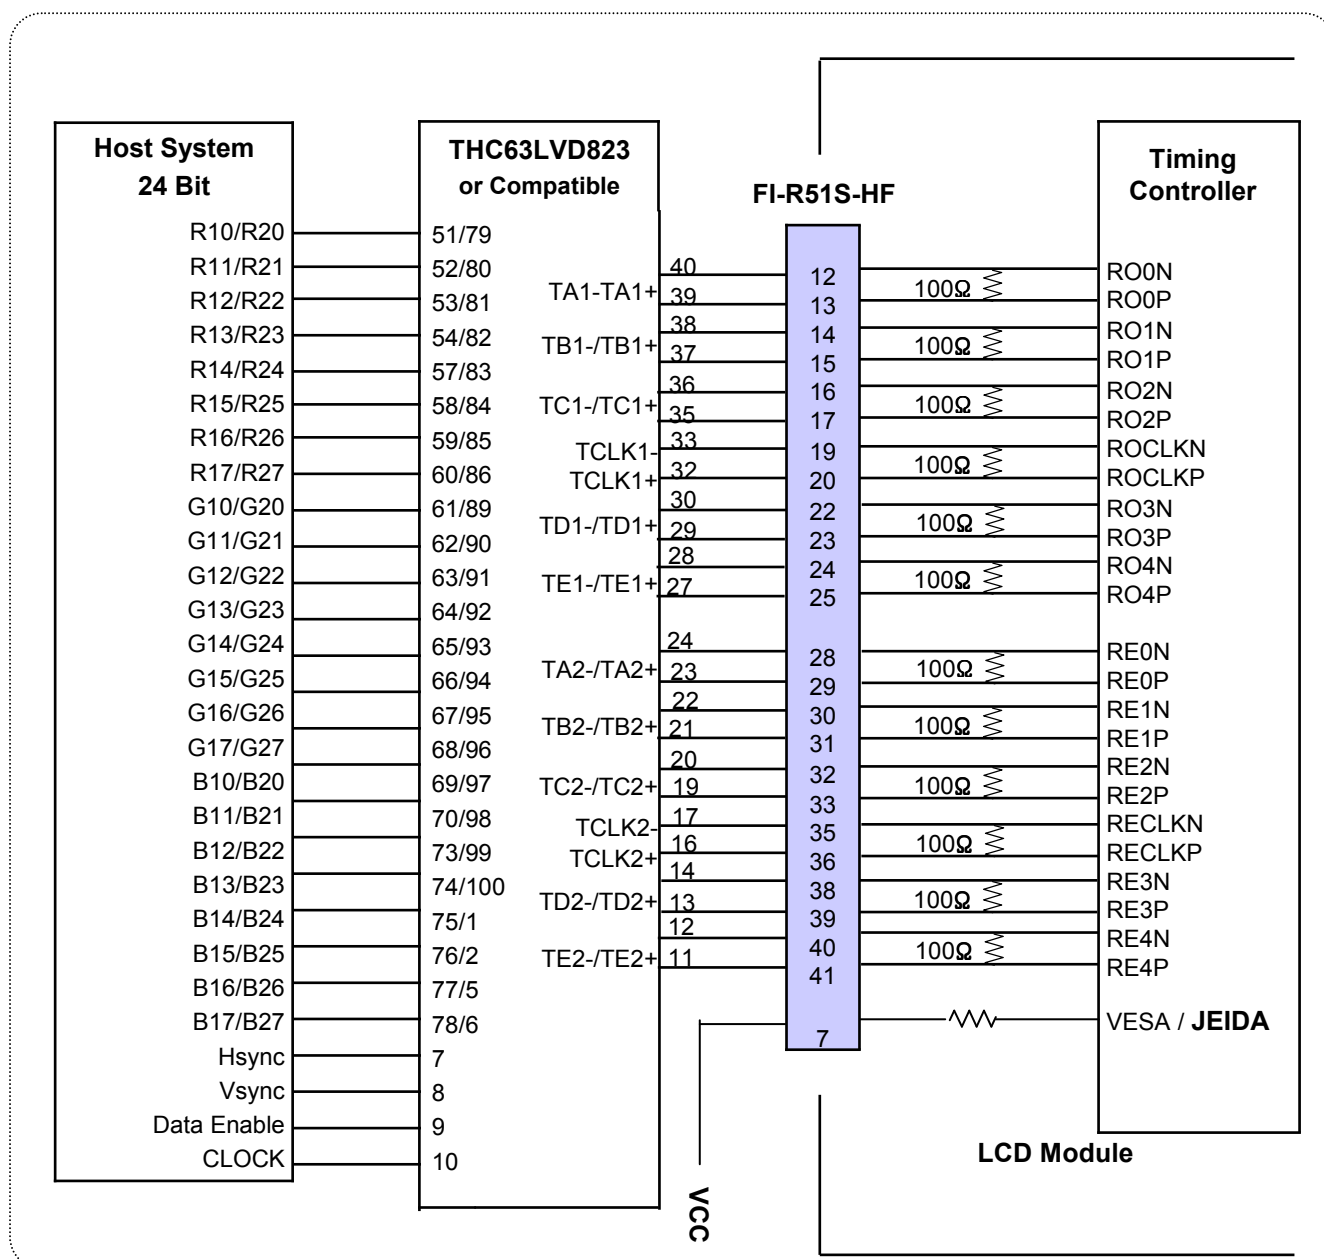 Host System
24 Bit
R10/R20
R11/R21
R12/R22
R13/R23
R14/R24
R15/R25
R16/R26
R17/R27
G10/G20
G11/G21
G12/G22
G13/G23
G14/G24
G15/G25
G16/G26
G17/G27
B10/B20
B11/B21
B12/B22
B13/B23
B14/B24
B15/B25
B16/B26
B17/B27
Hsync
Vsync
Data Enable
CLOCK
THC63LVD823
or Compatible
51/79
52/80
53/81
54/82
57/83
58/84
59/85
60/86
61/89
62/90
63/91
64/92
65/93
66/94
67/95
68/96
69/97
70/98
73/99
74/100
75/1
76/2
77/5
78/6
7
8
9
10
TA1-TA1+
TB1-/TB1+
TC1-/TC1+
TCLK1-
TCLK1+
TD1-/TD1+
TE1-/TE1+
TA2-/TA2+
TB2-/TB2+
TC2-/TC2+
TCLK2-
TCLK2+
TD2-/TD2+
TE2-/TE2+
40
39
38
37
36
35
33
32
30
29
28
27
24
23
22
21
20
19
17
16
14
13
12
11
FI-R51S-HF
12
13
14
15
16
17
19
20
22
23
24
25
28
29
30
31
32
33
35
36
38
39
40
41
7
VCC
100Ω
100Ω
100Ω
100Ω
100Ω
100Ω
100Ω
100Ω
100Ω
100Ω
100Ω
100Ω
Timing
Controller
RO0N
RO0P
RO1N
RO1P
RO2N
RO2P
ROCLKN
ROCLKP
RO3N
RO3P
RO4N
RO4P
RE0N
RE0P
RE1N
RE1P
RE2N
RE2P
RECLKN
RECLKP
RE3N
RE3P
RE4N
RE4P
VESA / JEIDA
LCD Module